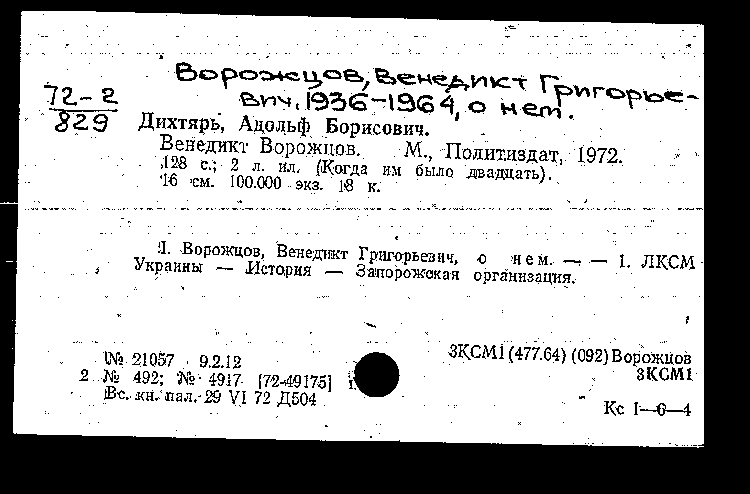 Ворожцов, Венедикт Григорье-
вич, 1936-1964, о нем.
72-2
829
Дихтярь, Адольф Борисович.
Венедикт Ворожцов. М., Политиздат, 1972.
128 с.; 2 л. ил. (Когда им было двадцать).
16 см. 100.000 экз. 18 к.
1. Ворожцов, Венедикт Григорьевич, о нем. — — 1. ЛКСМ
Украины — История — Запорожская организация.
№ 21057 9.2.12
2 № 492; № 4917 [72-49175]
Вс. кн. пал. 29 VI 72 Д504
3КСМ1(477.64)(092)Ворожцов
3КСМ1
Кс 1—6—4